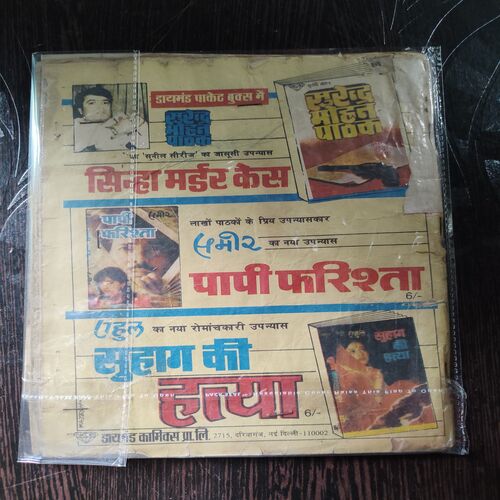 डायमंड पाकेट बुक्स में
सुरेन्द्र
मोहन
पाठक
का 'सुनील सीरीज' का जासूसी उपन्यास
सिन्हा मर्डर केस
सुरेन्द्र
मोहन
पाठक
लाखों पाठकों के प्रिय उपन्यासकार
समीर का नया उपन्यास
पापी फरिश्ता
6/-
पापी
फरिश्ता
समीर
राहुल का नया रोमांचकारी उपन्यास
सुहाग की
हत्या
6/-
राहुल
सुहाग
की
हत्या
डायमंड कामिक्स प्रा. लि. 2715, दरियागंज, नई दिल्ली-110002